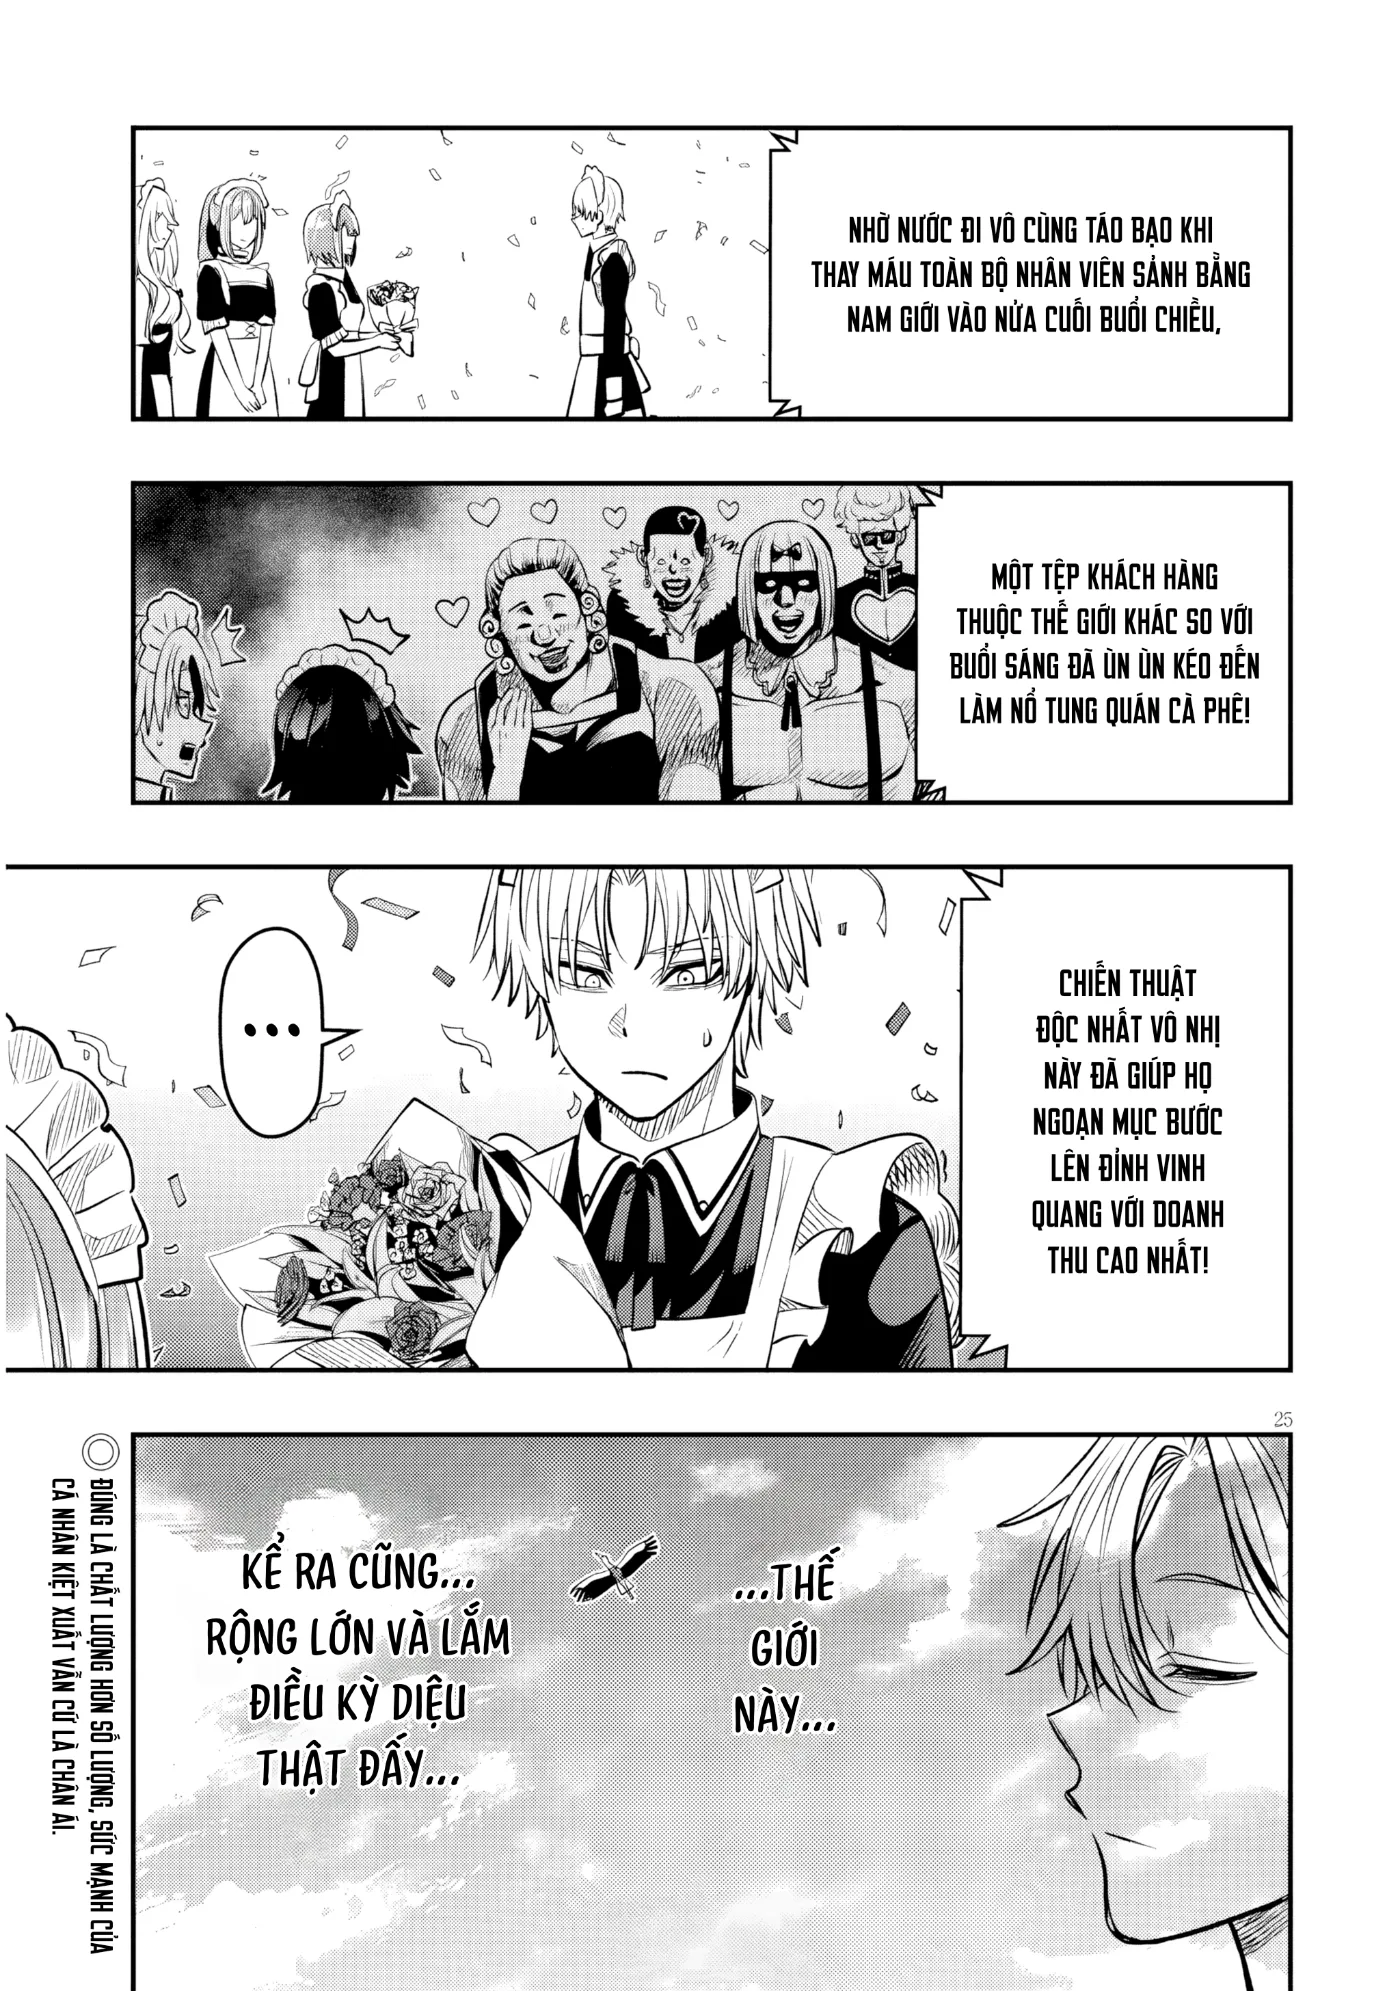 NHỜ NƯỚC ĐI VÔ CÙNG TÁO BẠO KHI
THAY MÁU TOÀN BỘ NHÂN VIÊN SẢNH BẰNG
NAM GIỚI VÀO NỬA CUỐI BUỔI CHIỀU,
MỘT TỆP KHÁCH HÀNG
THUỘC THẾ GIỚI KHÁC SO VỚI
BUỔI SÁNG ĐÃ ÙN ÙN KÉO ĐẾN
LÀM NỔ TUNG QUÁN CÀ PHÊ!
CHIẾN THUẬT
ĐỘC NHẤT VÔ NHỊ
NÀY ĐÃ GIÚP HỌ
NGOẠN MỤC BƯỚC
LÊN ĐỈNH VINH
QUANG VỚI DOANH
THU CAO NHẤT!
...
25
...THẾ
GIỚI
NÀY...
KỂ RA CŨNG...
RỘNG LỚN VÀ LẮM
ĐIỀU KỲ DIỆU
THẬT ĐẤY...
◎ ĐÚNG LÀ CHẤT LƯỢNG HƠN SỐ LƯỢNG, SỨC MẠNH CỦA
CÁ NHÂN KIỆT XUẤT VẪN CỨ LÀ CHÂN ÁI.